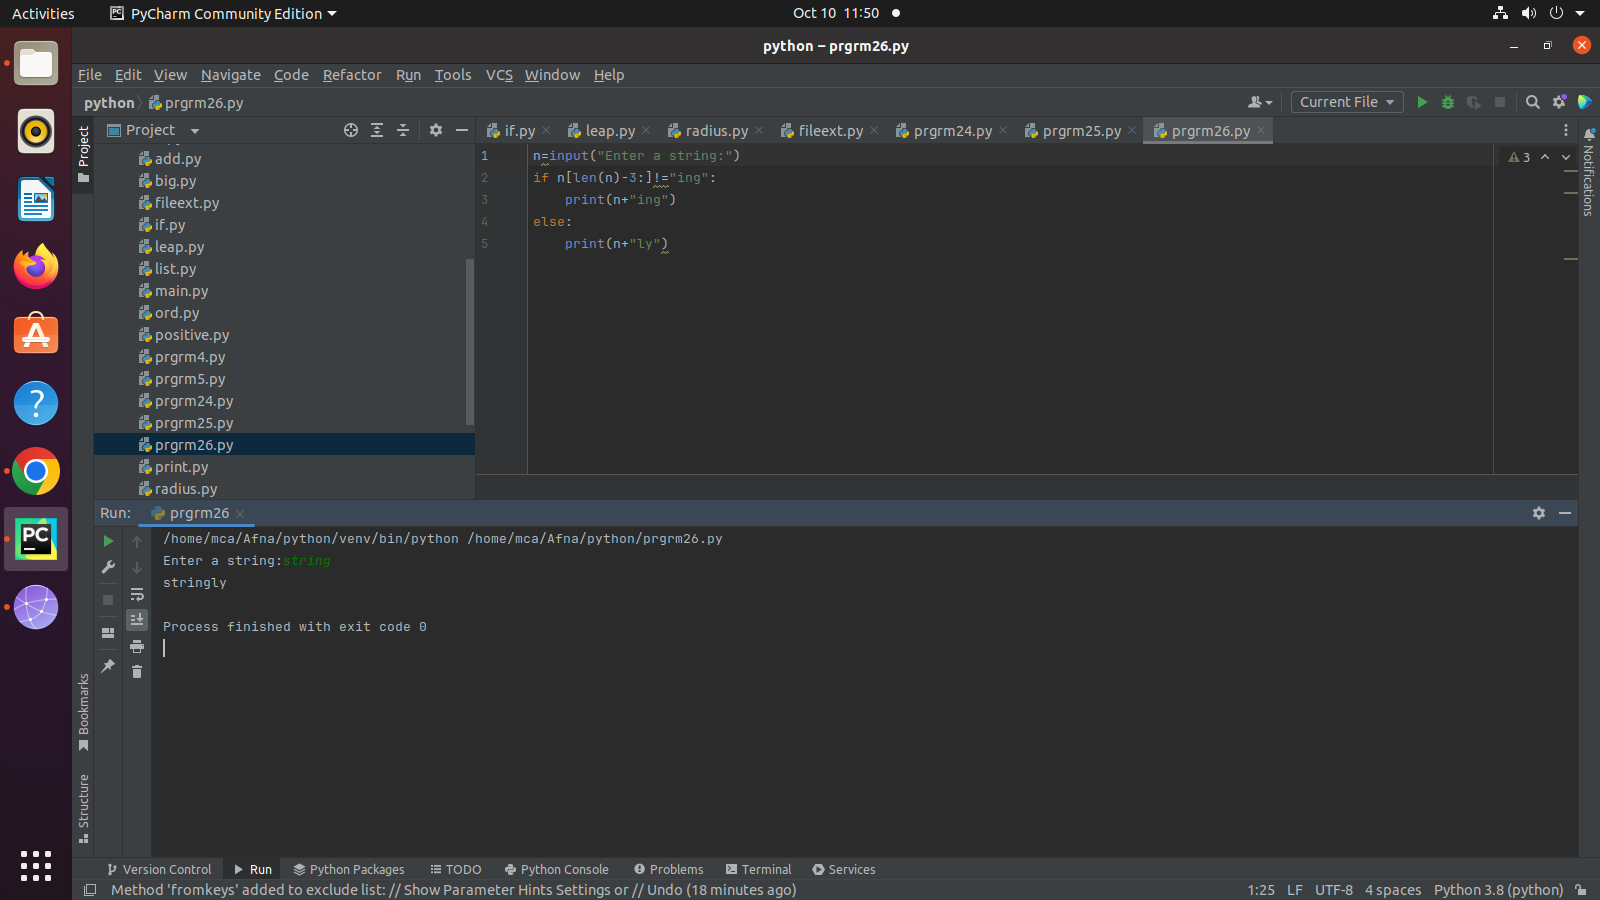 Activities
PyCharm Community Edition
Oct 10 11:50
python – prgrm26.py
File Edit View Navigate Code Refactor Run Tools VCS Window Help
python prgrm26.py
Current File
Project
Project
if.py leap.py radius.py fileext.py prgrm24.py prgrm25.py prgrm26.py
Notifications
add.py
big.py
fileext.py
if.py
leap.py
list.py
main.py
ord.py
positive.py
prgrm4.py
prgrm5.py
prgrm24.py
prgrm25.py
prgrm26.py
print.py
radius.py
1 n=input("Enter a string:")
2 if n[len(n)-3:]!="ing":
3 print(n+"ing")
4 else:
5 print(n+"ly")
3
Run: prgrm26
/home/mca/Afna/python/venv/bin/python /home/mca/Afna/python/prgrm26.py
Enter a string:string
stringly
Process finished with exit code 0
Bookmarks
Structure
Version Control Run Python Packages TODO Python Console Problems Terminal Services
Method 'fromkeys' added to exclude list: // Show Parameter Hints Settings or // Undo (18 minutes ago)
1:25 LF UTF-8 4 spaces Python 3.8 (python)
PC
PC